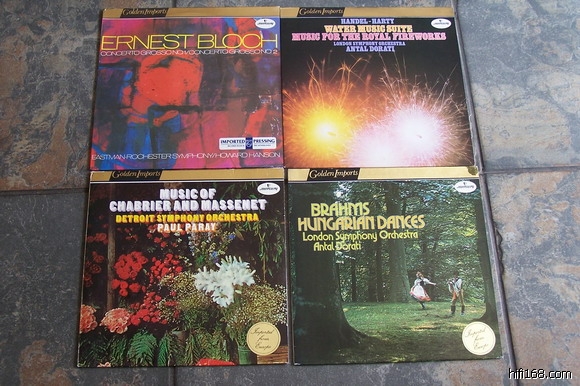 Golden Imports
ERNEST BLOCH
CONCERTO GROSSO NO. 1/CONCERTO GROSSO NO. 2
IMPORTED PRESSING
EASTMAN-ROCHESTER SYMPHONY/HOWARD HANSON
Golden Imports
HANDEL-HARTY
WATER MUSIC SUITE
MUSIC FOR THE ROYAL FIREWORKS
LONDON SYMPHONY ORCHESTRA
ANTAL DORATI
Golden Imports
MUSIC OF
CHABRIER AND MASSENET
DETROIT SYMPHONY ORCHESTRA
PAUL PARAY
Imported
from
Europe
Golden Imports
BRAHMS
HUNGARIAN DANCES
London Symphony Orchestra
Antal Dorati
Imported
from
Europe
hifi168.com